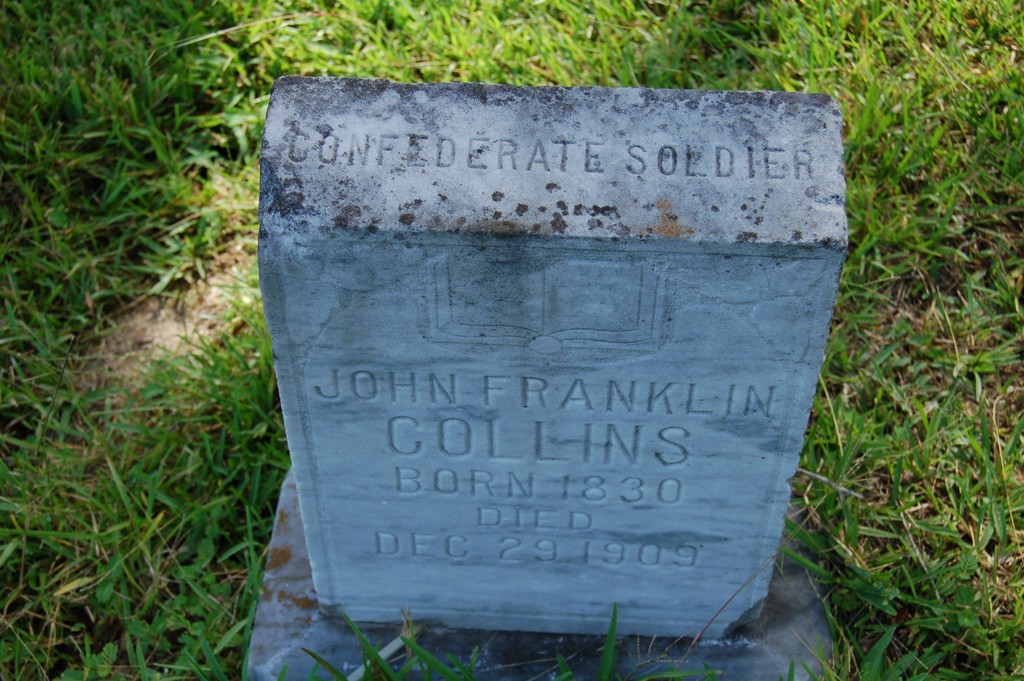 CONFEDERATE SOLDIER
JOHN FRANKLIN
COLLINS
BORN 1830
DIED
DEC. 29, 1909